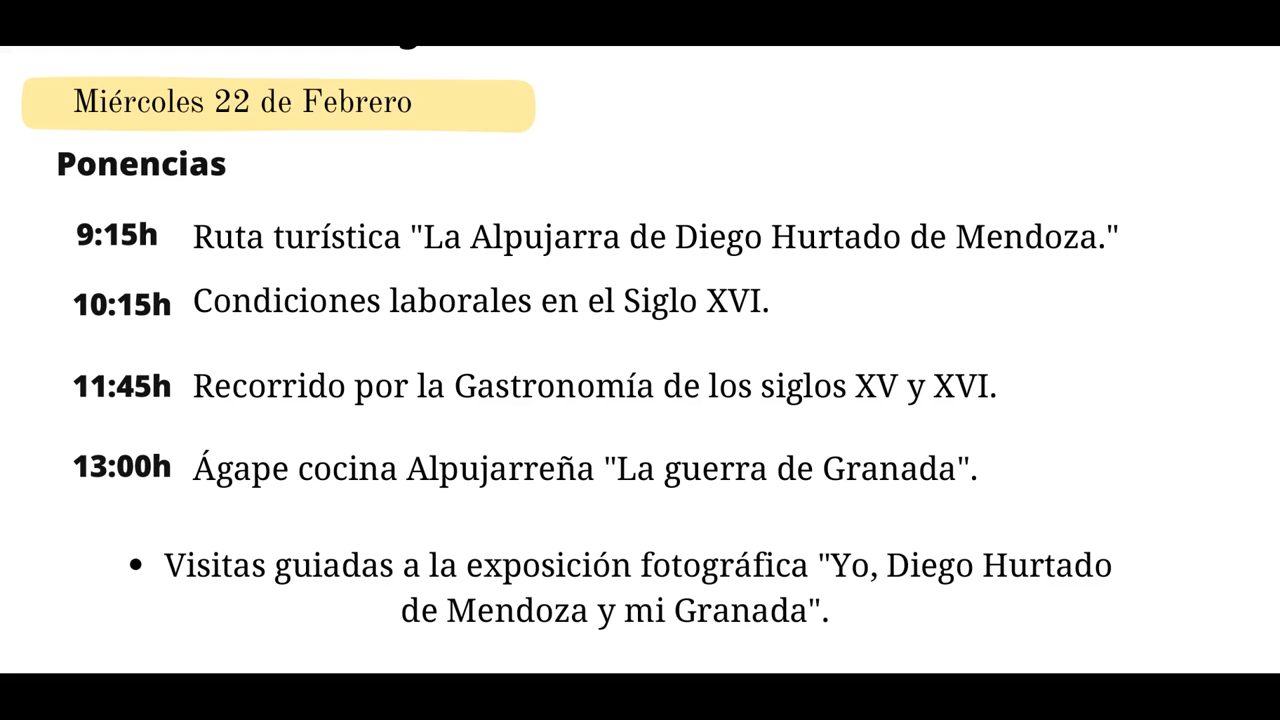 Miércoles 22 de Febrero
Ponencias
9:15h Ruta turística "La Alpujarra de Diego Hurtado de Mendoza."
10:15h Condiciones laborales en el Siglo XVI.
11:45h Recorrido por la Gastronomía de los siglos XV y XVI.
13:00h Ágape cocina Alpujarreña "La guerra de Granada".
• Visitas guiadas a la exposición fotográfica "Yo, Diego Hurtado
de Mendoza y mi Granada".